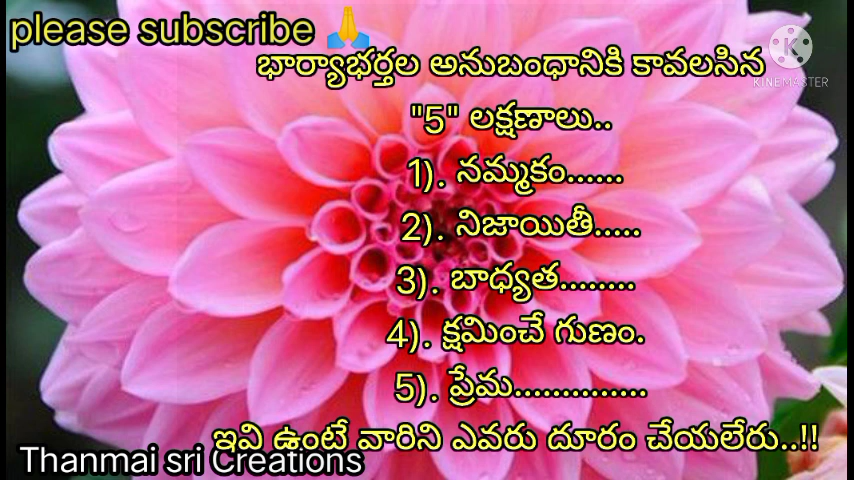 please subscribe 🙏
భార్యాభర్తల అనుబంధానికి కావలసిన
KINEMASTER
"5" లక్షణాలు..
1). నమ్మకం......
2). నిజాయితీ.....
3). బాధ్యత........
4). క్షమించే గుణం.
5). ప్రేమ..............
ఇవి ఉంటే వారిని ఎవరు దూరం చేయలేరు..!!
Thanmai sri Creations